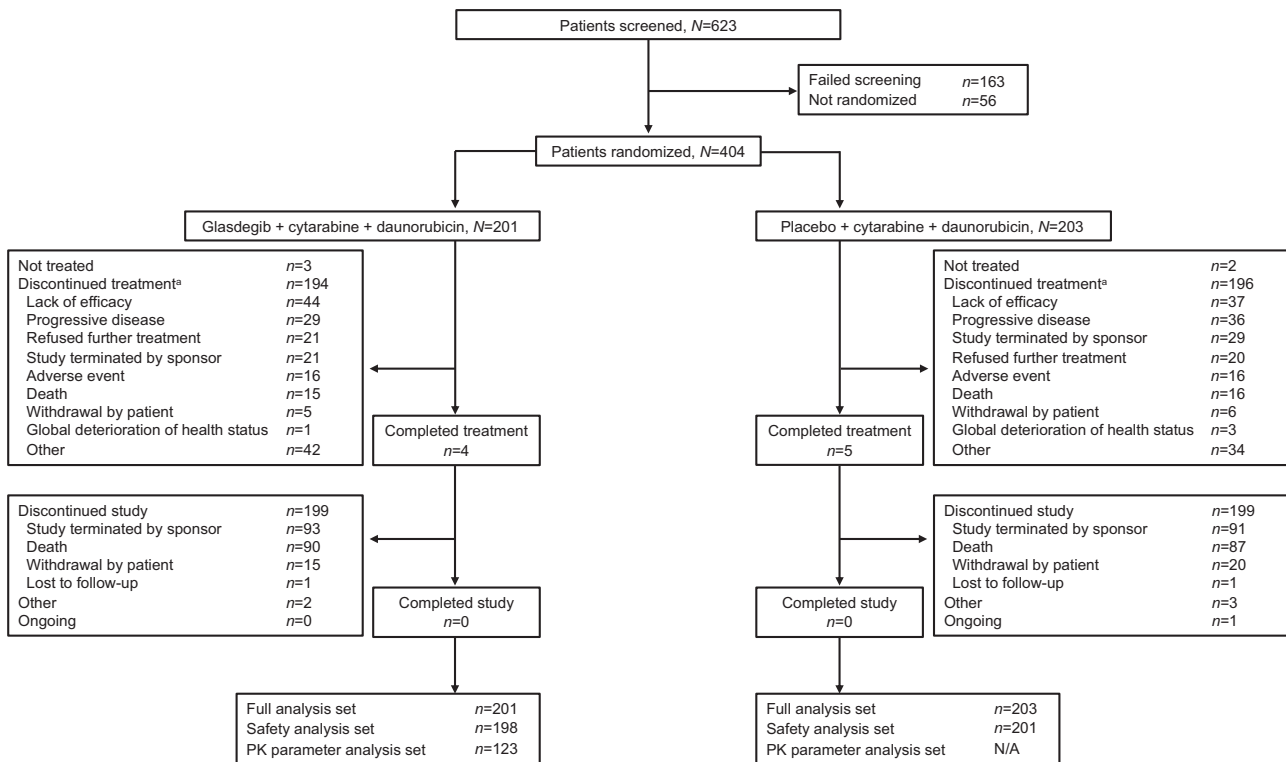 Patients screened, N=623
Failed screening n=163
Not randomized n=56
Patients randomized, N=404
Glasdegib + cytarabine + daunorubicin, N=201
Placebo + cytarabine + daunorubicin, N=203
Not treated n=3
Discontinued treatmentᵃ n=194
Lack of efficacy n=44
Progressive disease n=29
Refused further treatment n=21
Study terminated by sponsor n=21
Adverse event n=16
Death n=15
Withdrawal by patient n=5
Global deterioration of health status n=1
Other n=42
Completed treatment
n=4
Not treated n=2
Discontinued treatmentᵃ n=196
Lack of efficacy n=37
Progressive disease n=36
Study terminated by sponsor n=29
Refused further treatment n=20
Adverse event n=16
Death n=16
Withdrawal by patient n=6
Global deterioration of health status n=3
Other n=34
Completed treatment
n=5
Discontinued study n=199
Study terminated by sponsor n=93
Death n=90
Withdrawal by patient n=15
Lost to follow-up n=1
Other n=2
Ongoing n=0
Completed study
n=0
Discontinued study n=199
Study terminated by sponsor n=91
Death n=87
Withdrawal by patient n=20
Lost to follow-up n=1
Other n=3
Ongoing n=1
Completed study
n=0
Full analysis set n=201
Safety analysis set n=198
PK parameter analysis set n=123
Full analysis set n=203
Safety analysis set n=201
PK parameter analysis set N/A